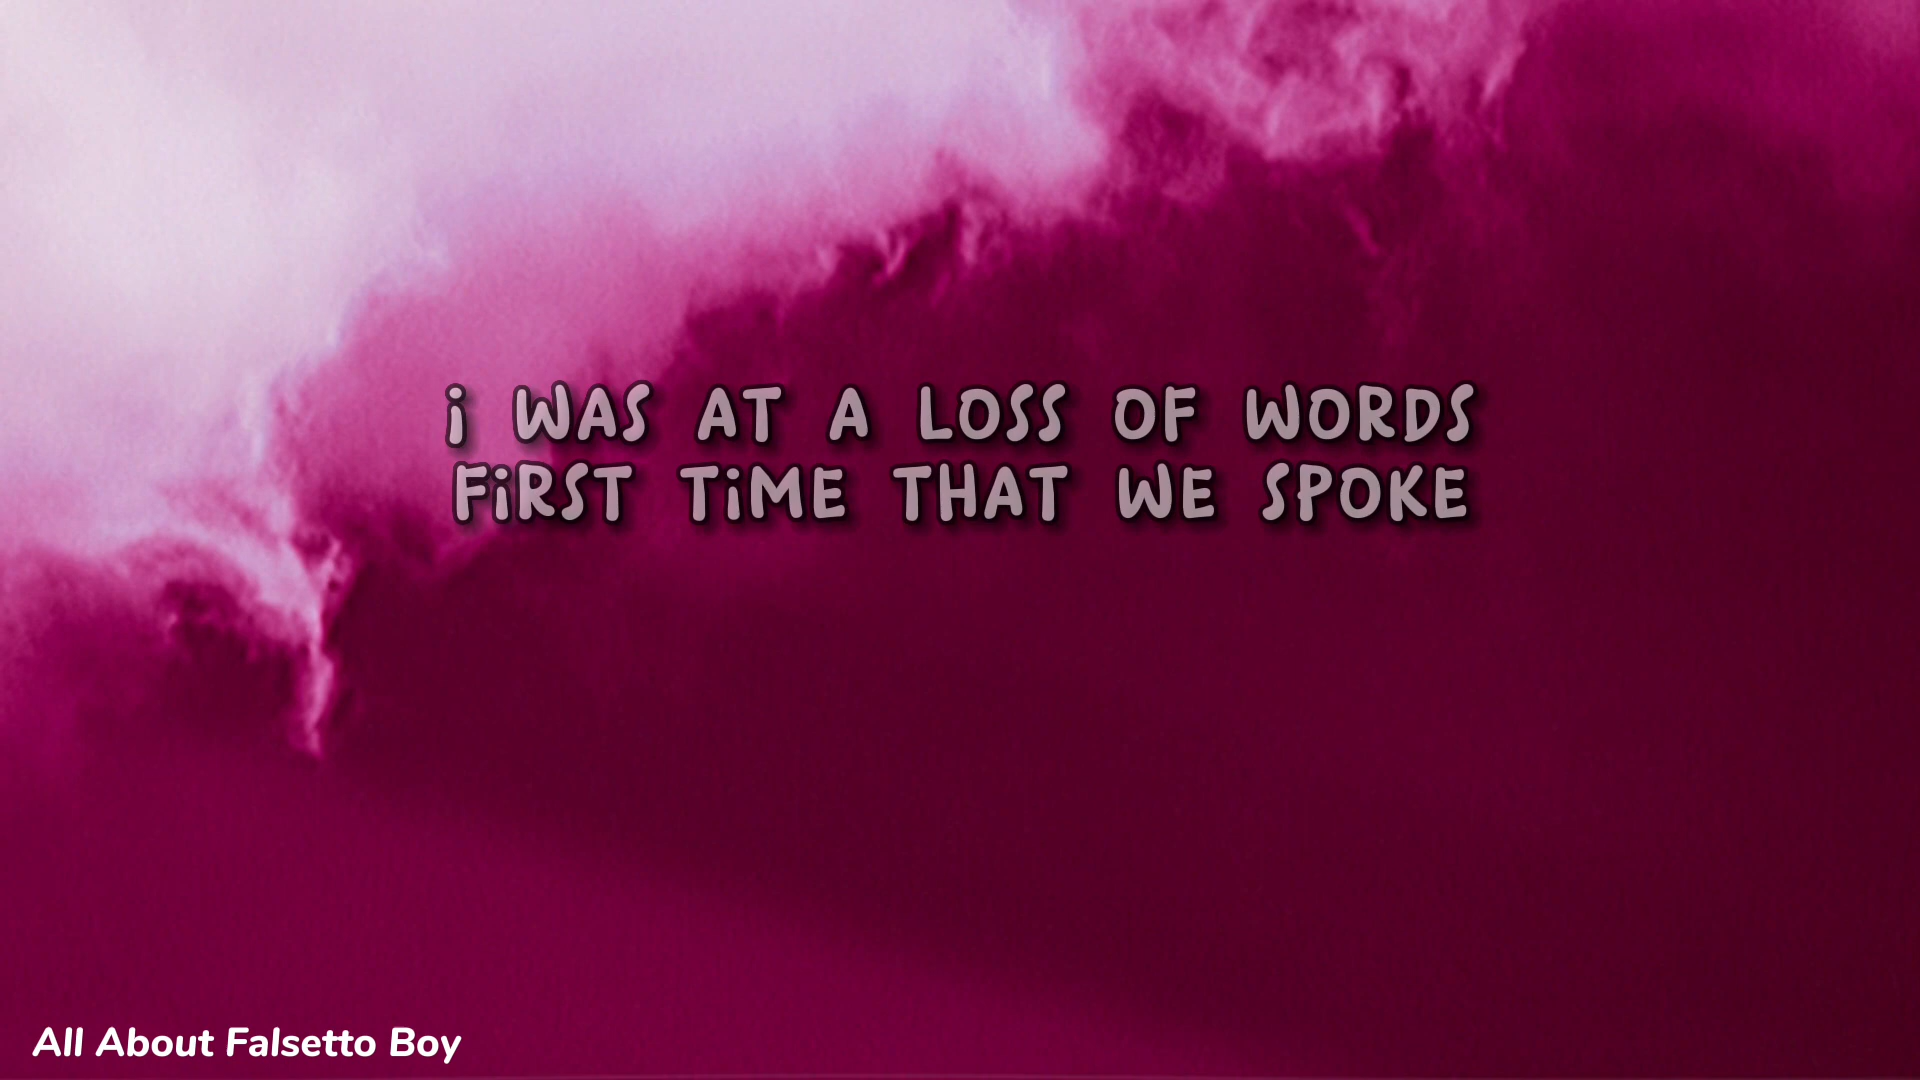 i WAS AT A LOSS OF WORDS
FiRST TiME THAT WE SPOKE
All About Falsetto Boy